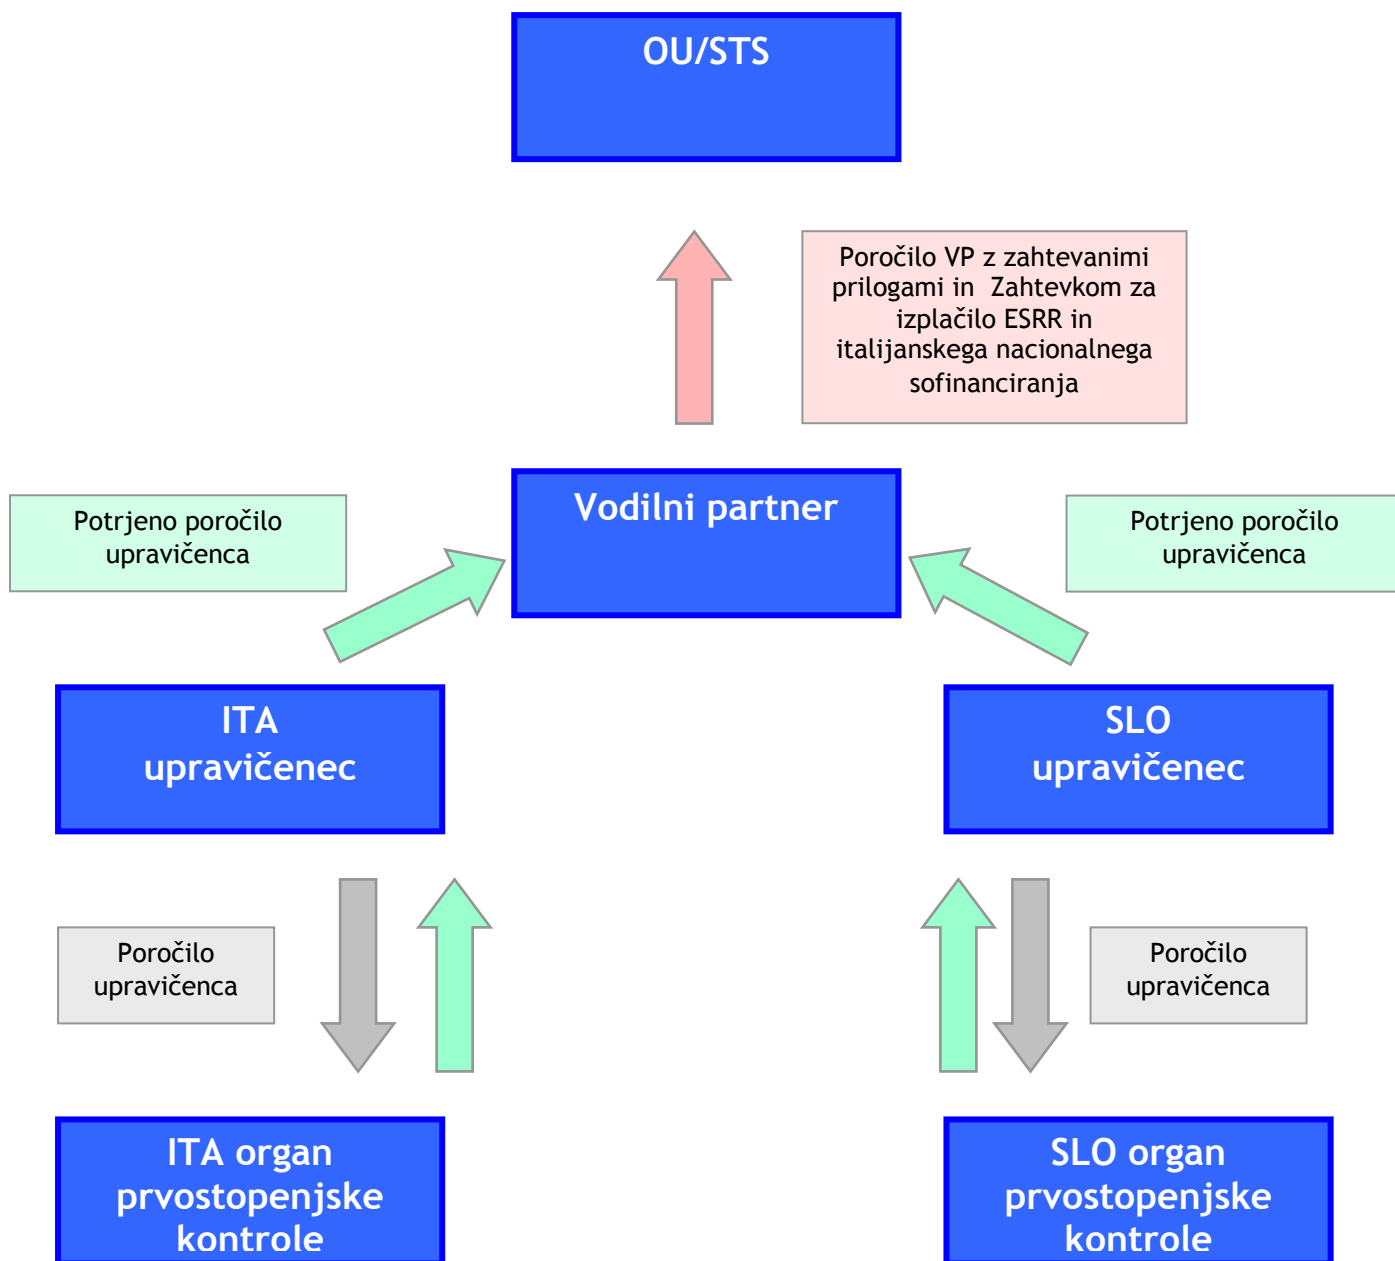 OU/STS
Poročilo VP z zahtevanimi
prilogami in  Zahtevkom za
izplačilo ESRR in
italijanskega nacionalnega
sofinanciranja
Vodilni partner
Potrjeno poročilo
upravičenca
Potrjeno poročilo
upravičenca
ITA
upravičenec
SLO
upravičenec
Poročilo
upravičenca
Poročilo
upravičenca
ITA organ
prvostopenjske
kontrole
SLO organ
prvostopenjske
kontrole